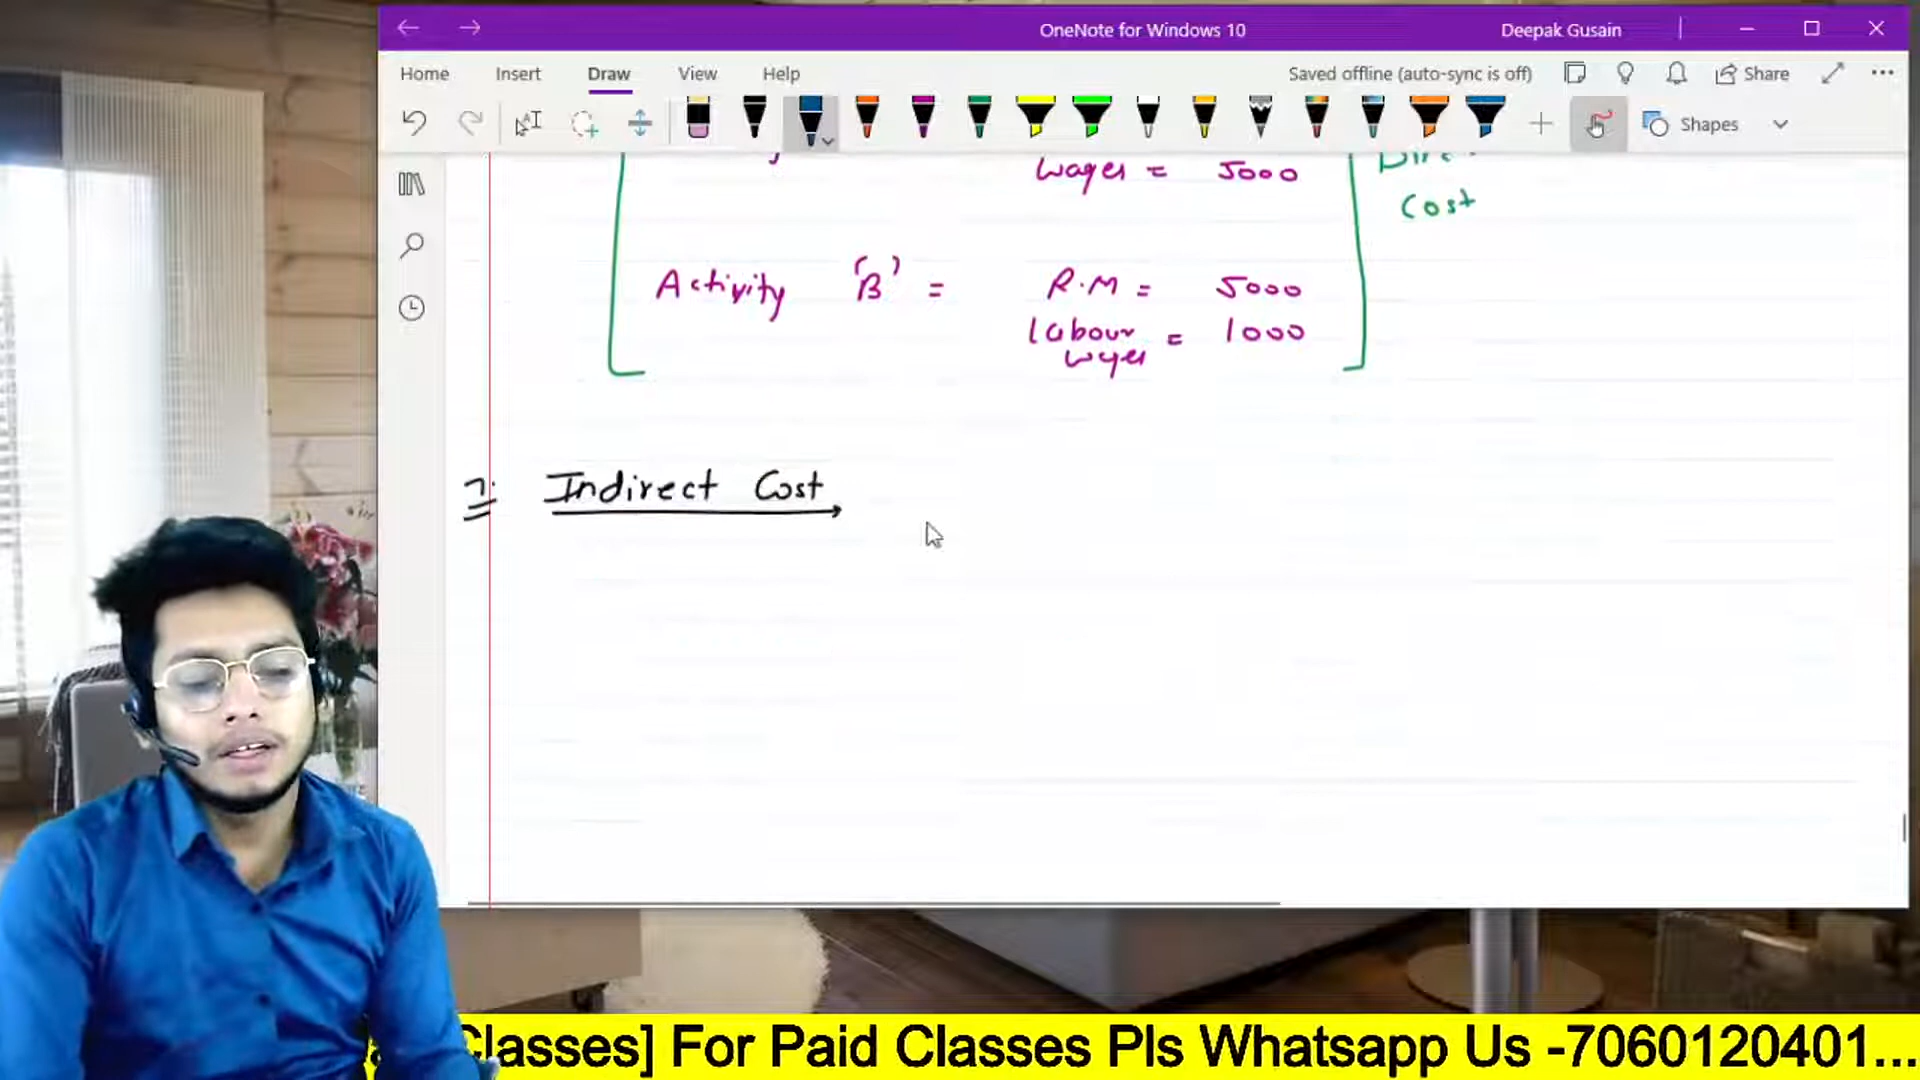 OneNote for Windows 10 Deepak Gusain
Home Insert Draw View Help Saved offline (auto-sync is off) Share
Shapes
wages = 5000
Cost
Activity 'B' = R.M = 5000
labour = 1000
wages
Indirect Cost
Classes] For Paid Classes Pls Whatsapp Us -7060120401...